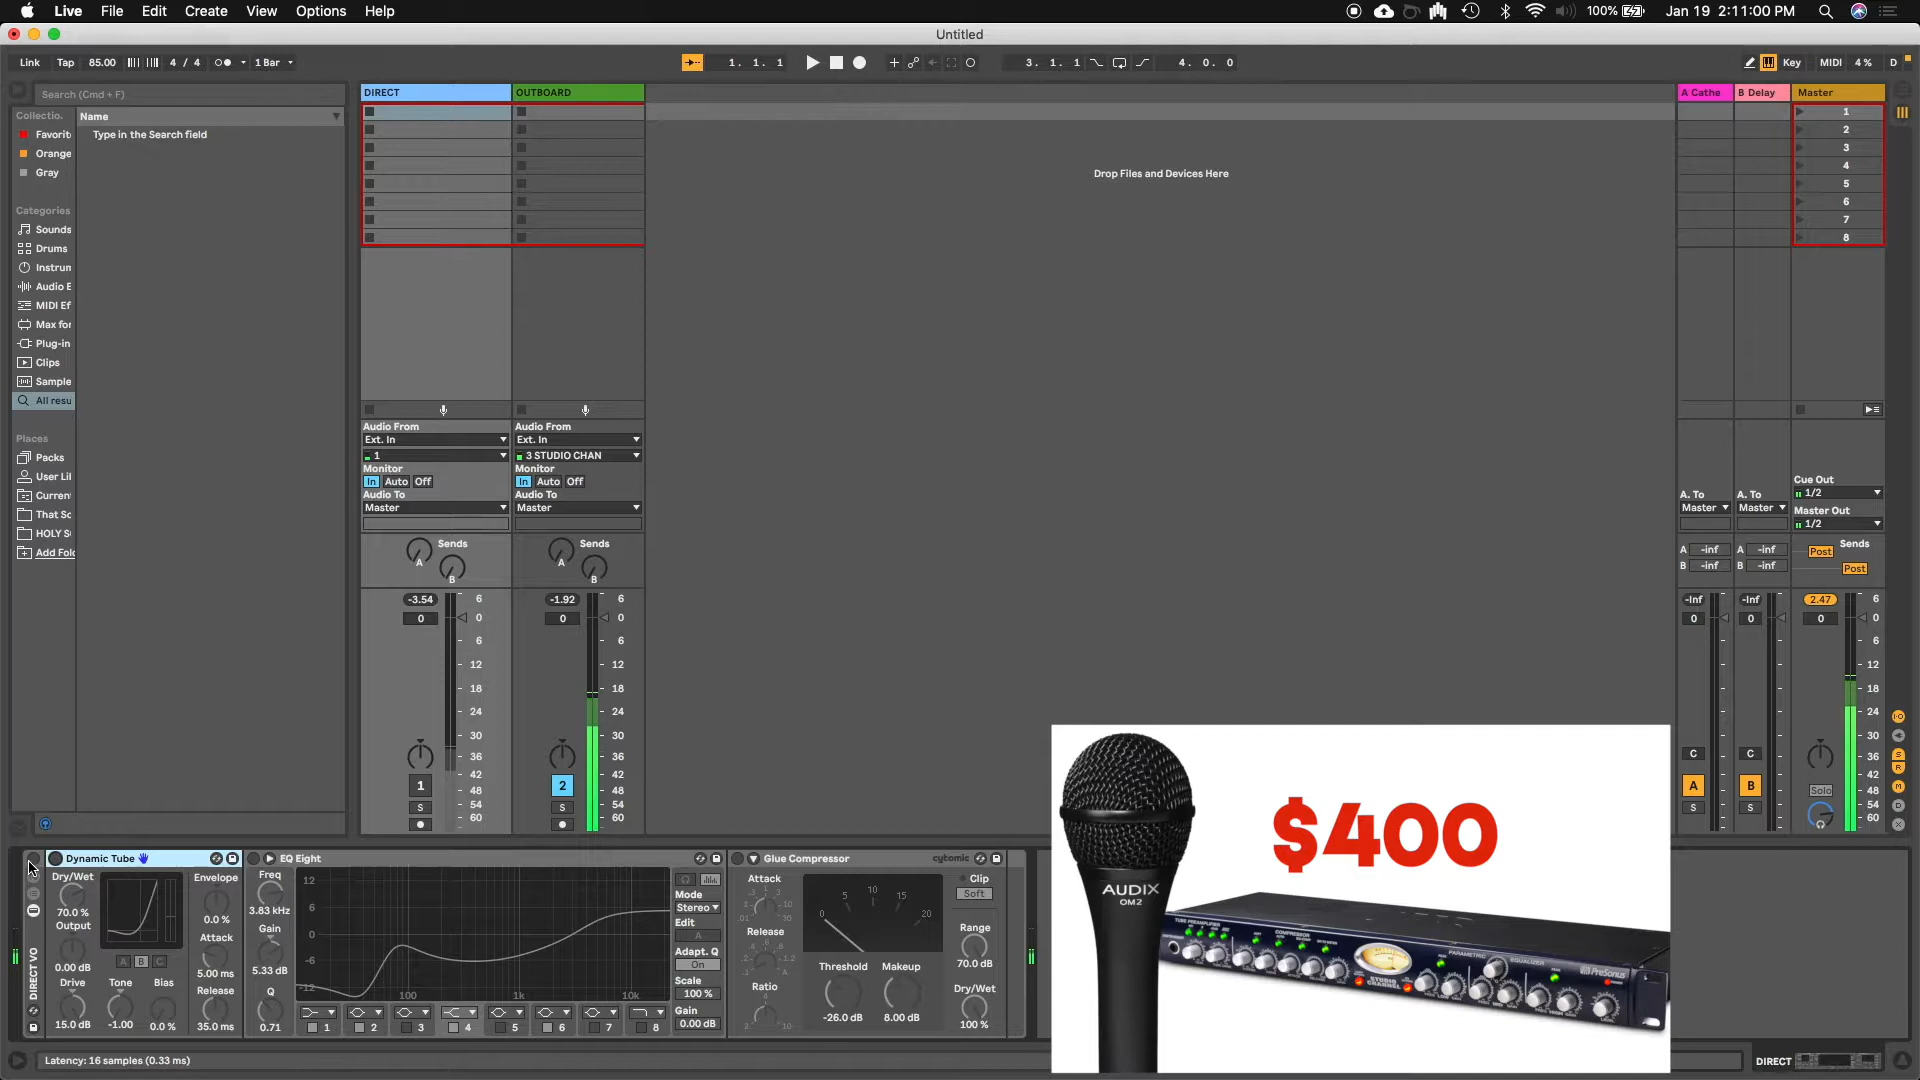 Live File Edit Create View Options Help
100% Jan 19 2:11:00 PM
Untitled
Link Tap 85.00 4 / 4 1 Bar 1. 1. 1 3. 1. 1 4. 0. 0 Key MIDI 4 % D
Search (Cmd + F)
Collectio.
Favorit
Orange
Gray
Categories
Sounds
Drums
Instrun
Audio E
MIDI Ef
Max for
Plug-in
Clips
Sample
All resu
Places
Packs
User Lil
Curren
That Sc
HOLY S
Add Fol
Name
Type in the Search field
DIRECT OUTBOARD
Drop Files and Devices Here
A Cathe B Delay Master
1
2
3
4
5
6
7
8
Audio From Audio From
Ext. In Ext. In
1 3 STUDIO CHAN
Monitor Monitor
In Auto Off In Auto Off
Audio To Audio To
Master Master
Sends Sends
A A
B B
-3.54 6 -1.92 6
0 0 0 0
6 6
12 12
18 18
24 24
30 30
36 36
42 42
1 48 2 48
S 54 S 54
60 60
Cue Out
1/2
A. To A. To Master Out
Master Master 1/2
Sends
A -inf A -inf Post
B -inf B -inf Post
-Inf -Inf 2.47 6
0 0 0 0
6
12
18
24
30
C C 36
42
A B Solo 48
S S 54
60
DIRECT VO
Dynamic Tube
Dry/Wet
70.0 %
Output
0.00 dB
Drive
15.0 dB
A B C
Tone
-1.00
Bias
0.0 %
Envelope
0.0 %
Attack
5.00 ms
Release
35.0 ms
EQ Eight
Freq
3.83 kHz
Gain
5.33 dB
Q
0.71
12
6
0
-6
-12
100 1k 10k
1 2 3 4 5 6 7 8
Mode
Stereo
Edit
A
Adapt. Q
On
Scale
100 %
Gain
0.00 dB
Glue Compressor cytomic
Attack
Release
Ratio
0 5 10 15 20
Threshold Makeup
-26.0 dB 8.00 dB
Clip
Soft
Range
70.0 dB
Dry/Wet
100 %
$400
AUDIX
OM2
TUBE PREAMPLIFIER COMPRESSOR PARAMETRIC EQUALIZER
PreSonus
STUDIO CHANNEL
Latency: 16 samples (0.33 ms)
DIRECT